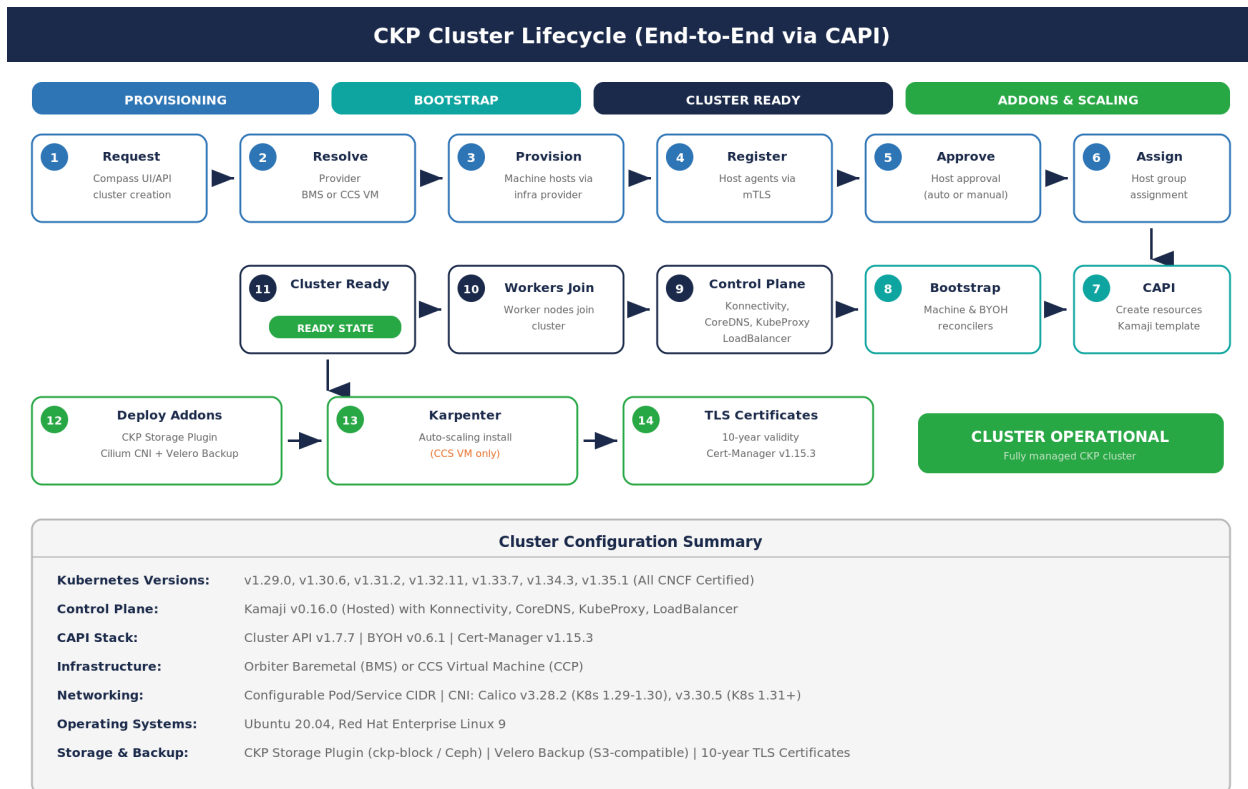 CKP Cluster Lifecycle (End-to-End via CAPI)
PROVISIONING
BOOTSTRAP
CLUSTER READY
ADDONS & SCALING
1
Request
Compass UI/API
cluster creation
2
Resolve
Provider
BMS or CCS VM
3
Provision
Machine hosts via
infra provider
4
Register
Host agents via
mTLS
5
Approve
Host approval
(auto or manual)
6
Assign
Host group
assignment
11
Cluster Ready
READY STATE
10
Workers Join
Worker nodes join
cluster
9
Control Plane
Konnectivity,
CoreDNS, KubeProxy
LoadBalancer
8
Bootstrap
Machine & BYOH
reconcilers
7
CAPI
Create resources
Kamaji template
12
Deploy Addons
CKP Storage Plugin
Cilium CNI + Velero Backup
13
Karpenter
Auto-scaling install
(CCS VM only)
14
TLS Certificates
10-year validity
Cert-Manager v1.15.3
CLUSTER OPERATIONAL
Fully managed CKP cluster
Cluster Configuration Summary
Kubernetes Versions: v1.29.0, v1.30.6, v1.31.2, v1.32.11, v1.33.7, v1.34.3, v1.35.1 (All CNCF Certified)
Control Plane: Kamaji v0.16.0 (Hosted) with Konnectivity, CoreDNS, KubeProxy, LoadBalancer
CAPI Stack: Cluster API v1.7.7 | BYOH v0.6.1 | Cert-Manager v1.15.3
Infrastructure: Orbiter Baremetal (BMS) or CCS Virtual Machine (CCP)
Networking: Configurable Pod/Service CIDR | CNI: Calico v3.28.2 (K8s 1.29-1.30), v3.30.5 (K8s 1.31+)
Operating Systems: Ubuntu 20.04, Red Hat Enterprise Linux 9
Storage & Backup: CKP Storage Plugin (ckp-block / Ceph) | Velero Backup (S3-compatible) | 10-year TLS Certificates